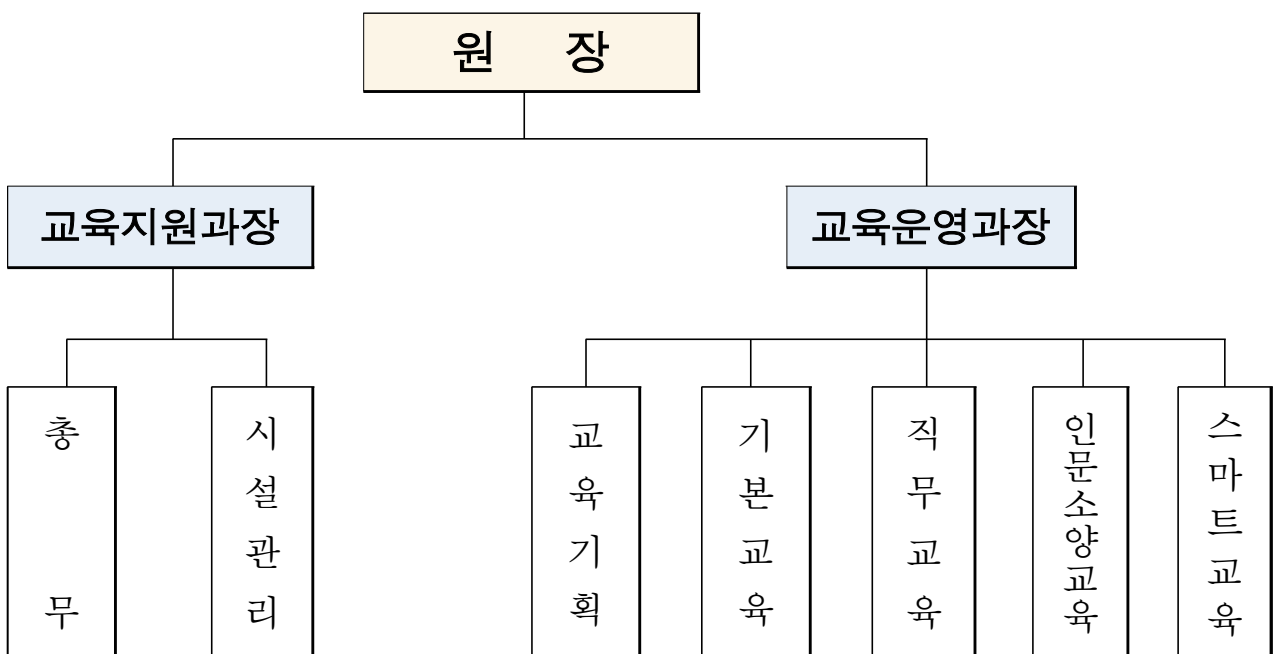 원 장
교육지원과장
교육운영과장
총무
시설관리
교육기획
기본교육
직무교육
인문소양교육
스마트교육